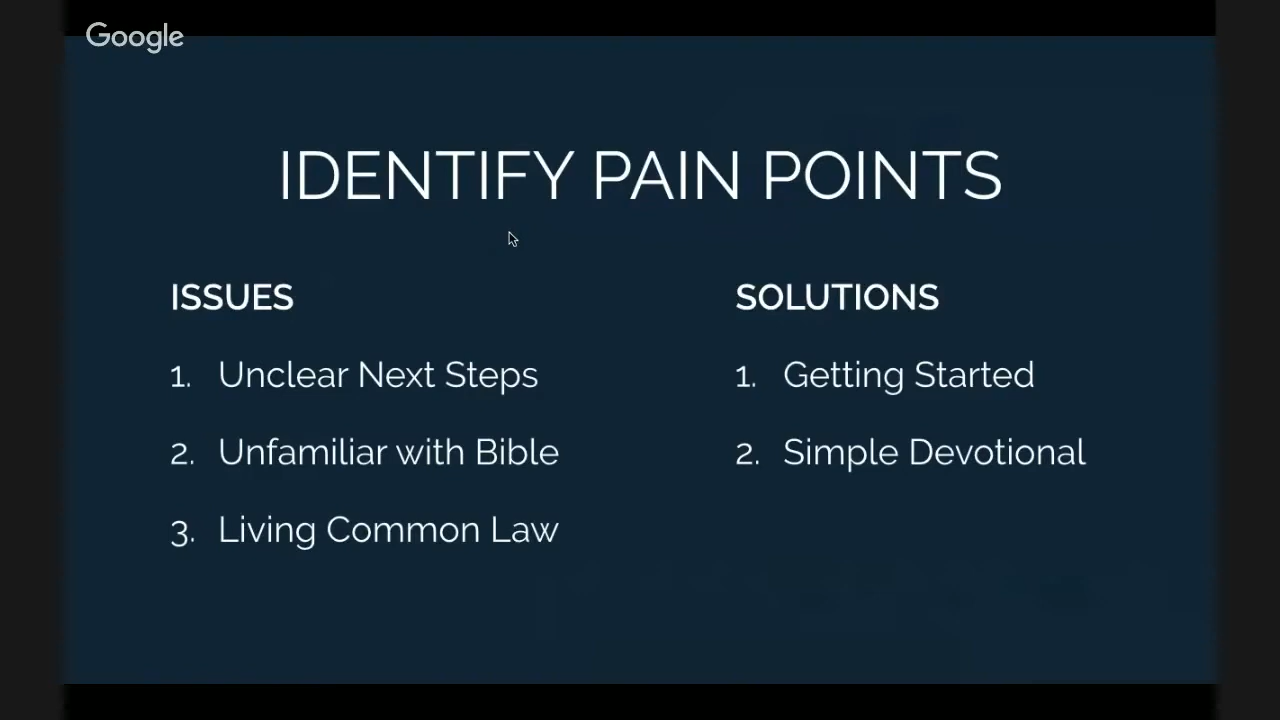 Google
IDENTIFY PAIN POINTS
ISSUES
1. Unclear Next Steps
2. Unfamiliar with Bible
3. Living Common Law
SOLUTIONS
1. Getting Started
2. Simple Devotional